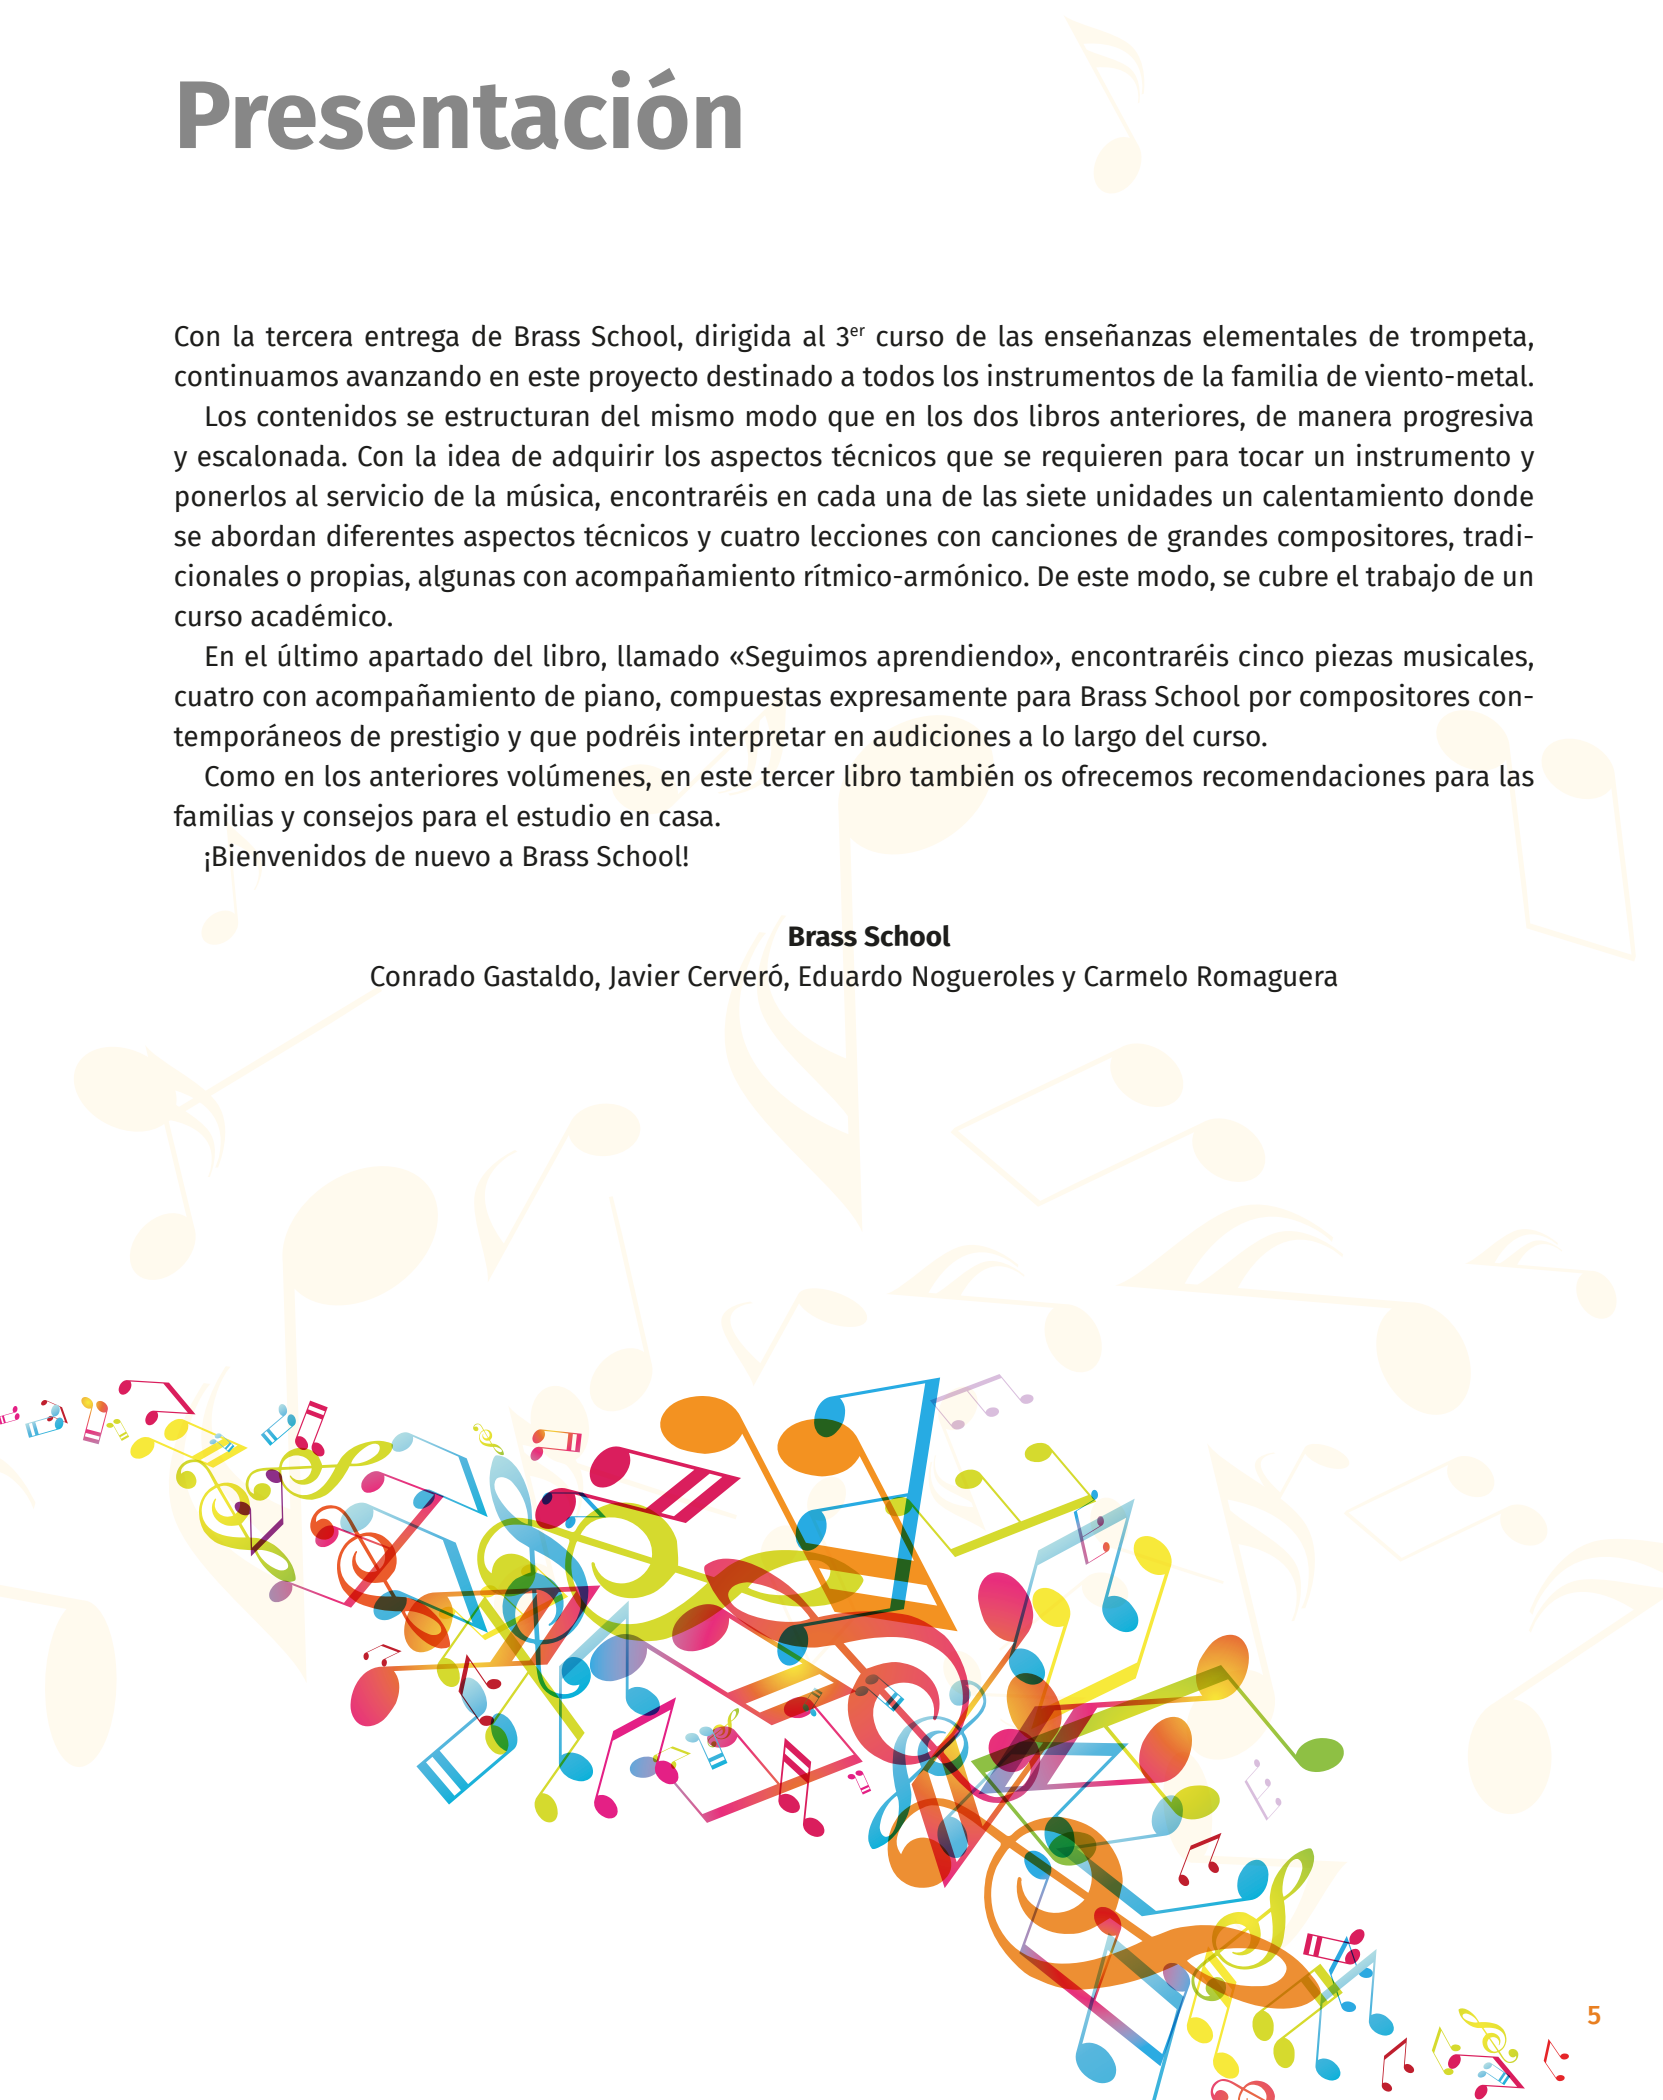 Presentación
Con la tercera entrega de Brass School, dirigida al 3er curso de las enseñanzas elementales de trompeta,
continuamos avanzando en este proyecto destinado a todos los instrumentos de la familia de viento-metal.
Los contenidos se estructuran del mismo modo que en los dos libros anteriores, de manera progresiva
y escalonada. Con la idea de adquirir los aspectos técnicos que se requieren para tocar un instrumento y
ponerlos al servicio de la música, encontraréis en cada una de las siete unidades un calentamiento donde
se abordan diferentes aspectos técnicos y cuatro lecciones con canciones de grandes compositores, tradi-
cionales o propias, algunas con acompañamiento rítmico-armónico. De este modo, se cubre el trabajo de un
curso académico.
En el último apartado del libro, llamado «Seguimos aprendiendo», encontraréis cinco piezas musicales,
cuatro con acompañamiento de piano, compuestas expresamente para Brass School por compositores con-
temporáneos de prestigio y que podréis interpretar en audiciones a lo largo del curso.
Como en los anteriores volúmenes, en este tercer libro también os ofrecemos recomendaciones para las
familias y consejos para el estudio en casa.
¡Bienvenidos de nuevo a Brass School!
Brass School
Conrado Gastaldo, Javier Cerveró, Eduardo Nogueroles y Carmelo Romaguera
5